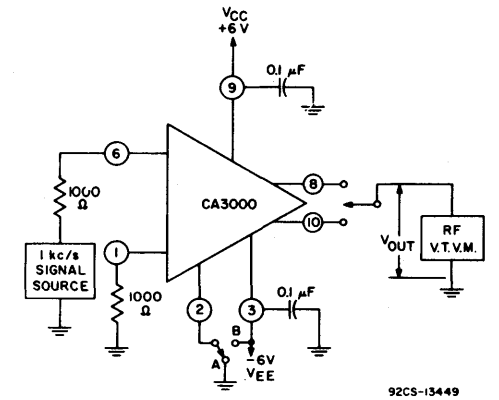 VCC
+6 V
0.1 µF
9
6
8
1000
Ω
CA3000
10
1
1 kc/s
SIGNAL
SOURCE
VOUT
RF
V.T.V.M.
1000
Ω
2
3
0.1 µF
B
A
-6V
VEE
92CS-13449